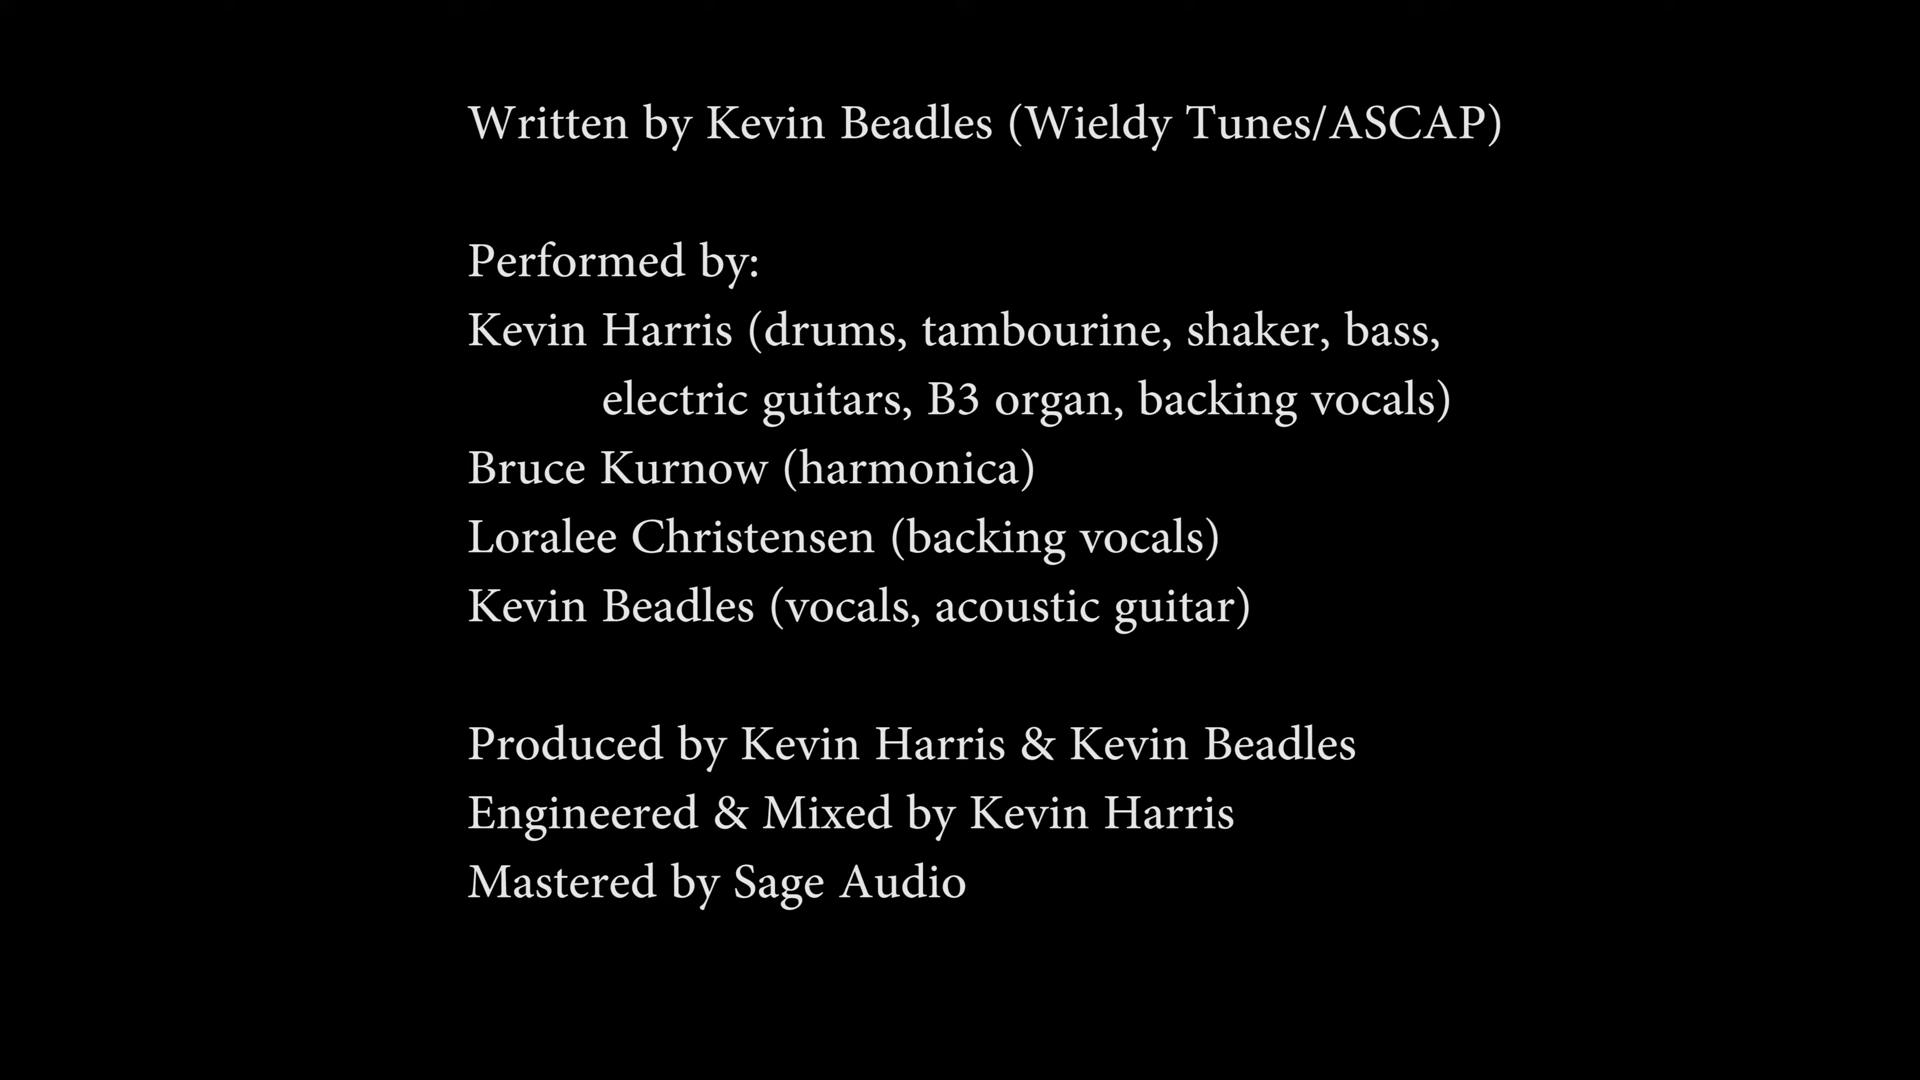 Written by Kevin Beadles (Wieldy Tunes/ASCAP)
Performed by:
Kevin Harris (drums, tambourine, shaker, bass,
electric guitars, B3 organ, backing vocals)
Bruce Kurnow (harmonica)
Loralee Christensen (backing vocals)
Kevin Beadles (vocals, acoustic guitar)
Produced by Kevin Harris & Kevin Beadles
Engineered & Mixed by Kevin Harris
Mastered by Sage Audio